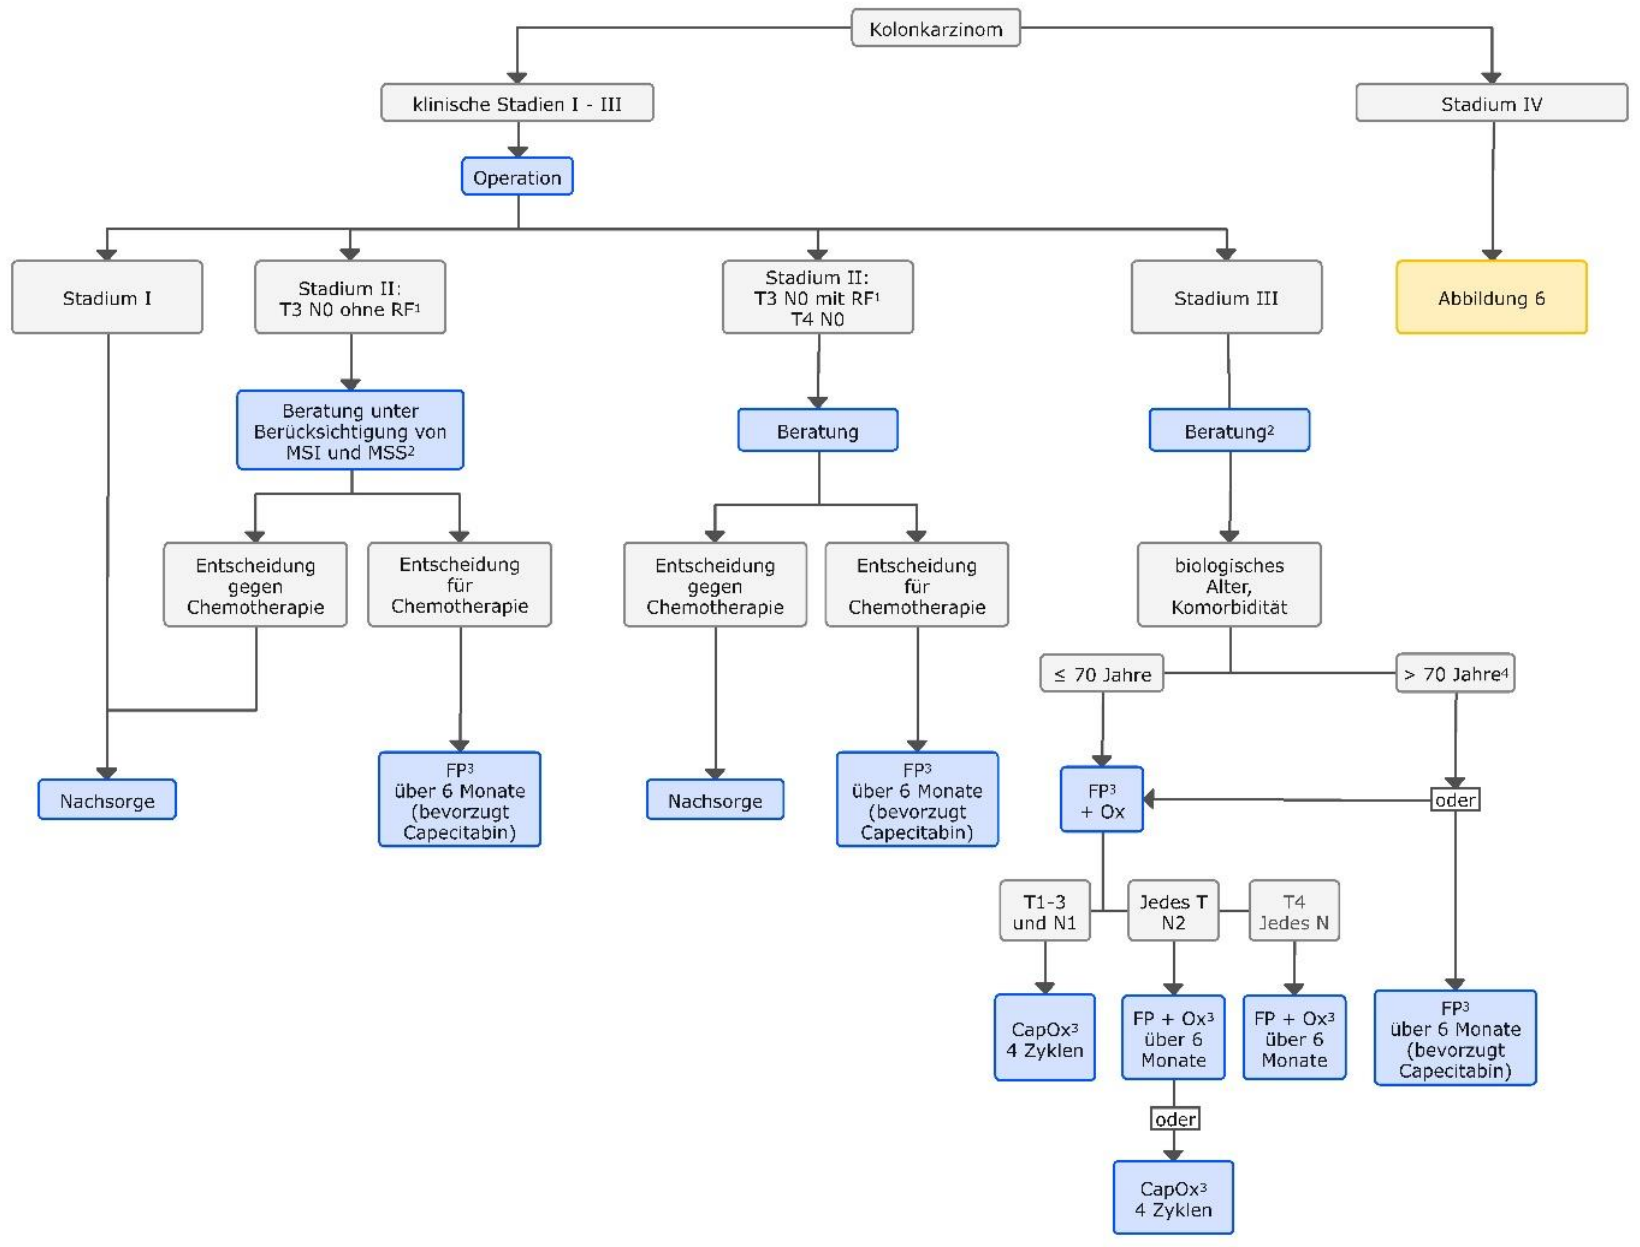 Kolonkarzinom
klinische Stadien I - III
Stadium IV
Operation
Stadium I
Stadium II:
T3 N0 ohne RF¹
Stadium II:
T3 N0 mit RF¹
T4 N0
Stadium III
Abbildung 6
Beratung unter
Berücksichtigung von
MSI und MSS²
Beratung
Beratung²
Entscheidung
gegen
Chemotherapie
Entscheidung
für
Chemotherapie
Entscheidung
gegen
Chemotherapie
Entscheidung
für
Chemotherapie
biologisches
Alter,
Komorbidität
≤ 70 Jahre
> 70 Jahre⁴
Nachsorge
FP³
über 6 Monate
(bevorzugt
Capecitabin)
Nachsorge
FP³
über 6 Monate
(bevorzugt
Capecitabin)
FP³
+ Ox
oder
T1-3
und N1
Jedes T
N2
T4
Jedes N
CapOx³
4 Zyklen
FP + Ox³
über 6
Monate
FP + Ox³
über 6
Monate
FP³
über 6 Monate
(bevorzugt
Capecitabin)
oder
CapOx³
4 Zyklen